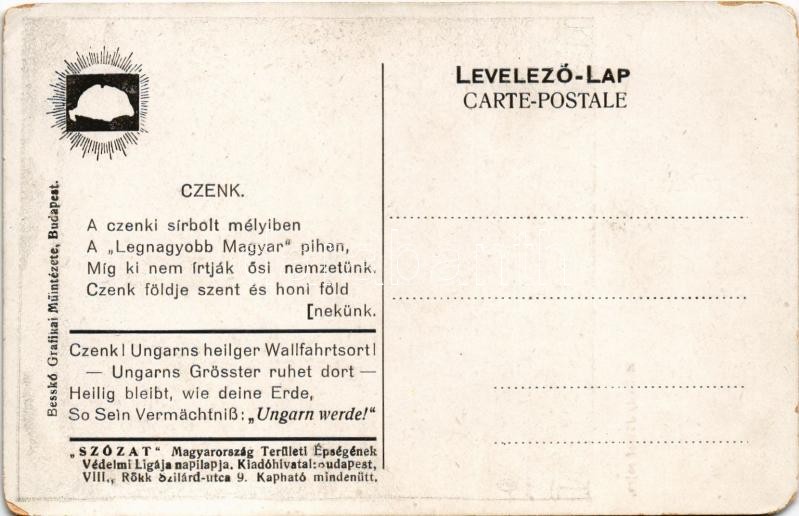 LEVELEZŐ-LAP
CARTE-POSTALE
CZENK.
A czenki sírbolt mélyiben
A „Legnagyobb Magyar" pihen,
Míg ki nem írtják ősi nemzetünk.
Czenk földje szent és honi föld
[nekünk.
Czenk! Ungarns heilger Wallfahrtsort!
— Ungarns Grösster ruhet dort —
Heilig bleibt, wie deine Erde,
So Sein Vermächtniß: „Ungarn werde!"
„SZÓZAT" Magyarország Területi Épségének
Védelmi Ligája napilapja. Kiadóhivatal: Budapest,
VIII., Rökk Szilárd-utca 9. Kapható mindenütt.
Besskó Grafikai Müintézete, Budapest.